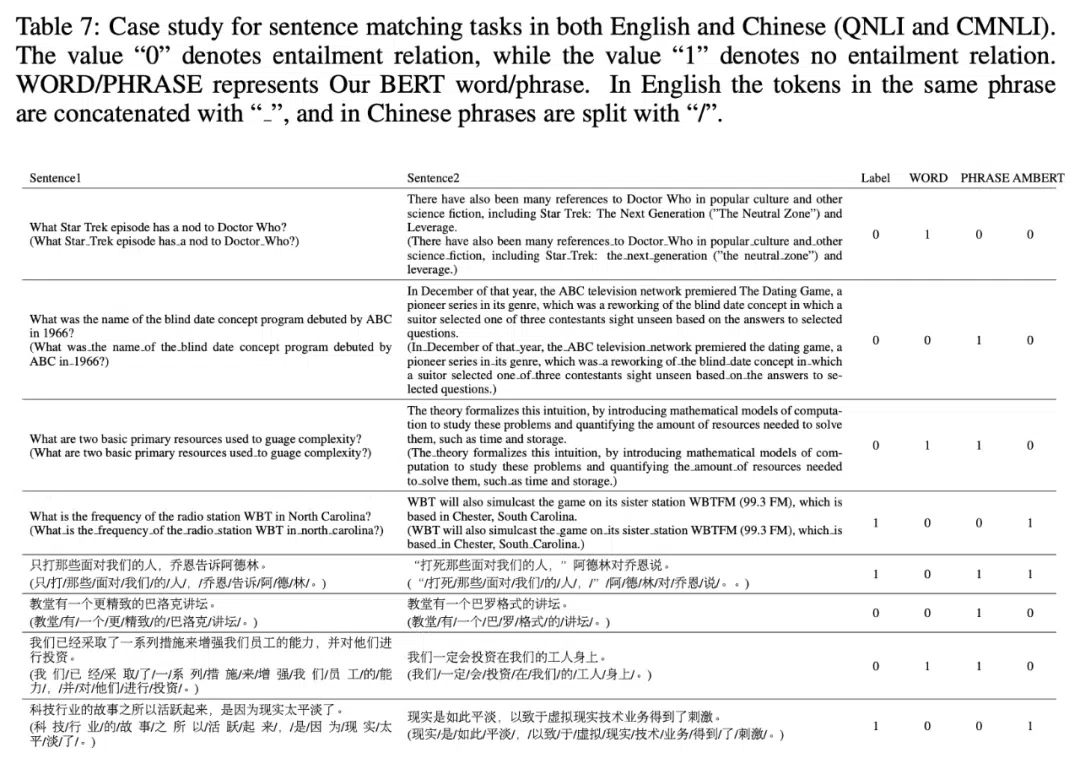 Table 7: Case study for sentence matching tasks in both English and Chinese (QNLI and CMNLI).
The value “0” denotes entailment relation, while the value “1” denotes no entailment relation.
WORD/PHRASE represents Our BERT word/phrase. In English the tokens in the same phrase
are concatenated with “_”, and in Chinese phrases are split with “/”.
Sentence1 Sentence2 Label WORD PHRASE AMBERT
What Star Trek episode has a nod to Doctor Who?
(What Star_Trek episode has_a nod to Doctor_Who?)
There have also been many references to Doctor Who in popular culture and other
science fiction, including Star Trek: The Next Generation (”The Neutral Zone”) and
Leverage.
(There have also been many references_to Doctor_Who in popular_culture and_other
science_fiction, including Star_Trek: the_next_generation (”the neutral_zone”) and
leverage.)
0 1 0 0
What was the name of the blind date concept program debuted by ABC
in 1966?
(What was_the name_of the_blind date concept program debuted by
ABC in_1966?)
In December of that year, the ABC television network premiered The Dating Game, a
pioneer series in its genre, which was a reworking of the blind date concept in which a
suitor selected one of three contestants sight unseen based on the answers to selected
questions.
(In_December of that_year, the_ABC television_network premiered the dating game, a
pioneer series in_its genre, which was_a reworking of_the blind_date concept in_which
a suitor selected one_of_three contestants sight unseen based_on_the answers to se-
lected questions.)
0 0 1 0
What are two basic primary resources used to guage complexity?
(What are two basic primary resources used_to guage complexity?)
The theory formalizes this intuition, by introducing mathematical models of computa-
tion to study these problems and quantifying the amount of resources needed to solve
them, such as time and storage.
(The_theory formalizes this intuition, by introducing mathematical models of com-
putation to study these problems and quantifying the_amount_of resources needed
to_solve them, such_as time and storage.)
0 1 1 0
What is the frequency of the radio station WBT in North Carolina?
(What_is the_frequency_of the_radio_station WBT in_north_carolina?)
WBT will also simulcast the game on its sister station WBTFM (99.3 FM), which is
based in Chester, South Carolina.
(WBT will also simulcast the_game on_its sister_station WBTFM (99.3 FM), which_is
based_in Chester, South_Carolina.)
1 0 0 1
只打那些面对我们的人，乔恩告诉阿德林。
(只/打/那些/面对/我们/的/人/，/乔恩/告诉/阿/德/林/。)
“打死那些面对我们的人，” 阿德林对乔恩说。
( “/打死/那些/面对/我们/的/人/，/” /阿/德/林/对/乔恩/说/。。)
1 0 1 1
教堂有一个更精致的巴洛克讲坛。
(教堂/有/一个/更/精致/的/巴洛克/讲坛/。)
教堂有一个巴罗格式的讲坛。
(教堂/有/一个/巴/罗/格式/的/讲坛/。)
0 0 1 0
我们已经采取了一系列措施来增强我们员工的能力，并对他们进
行投资。
(我 们/已 经/采 取/了/一/系 列/措 施/来/增 强/我 们/员 工/的/能
力/，/并/对/他们/进行/投资/。)
我们一定会投资在我们的工人身上。
(我们/一定/会/投资/在/我们/的/工人/身上/。)
0 1 1 0
科技行业的故事之所以活跃起来，是因为现实太平淡了。
(科 技/行 业/的/故 事/之 所 以/活 跃/起 来/，/是/因 为/现 实/太
平/淡/了/。)
现实是如此平淡，以致于虚拟现实技术业务得到了刺激。
(现实/是/如此/平淡/，/以致/于/虚拟/现实/技术/业务/得到/了/刺激/。)
1 0 0 1